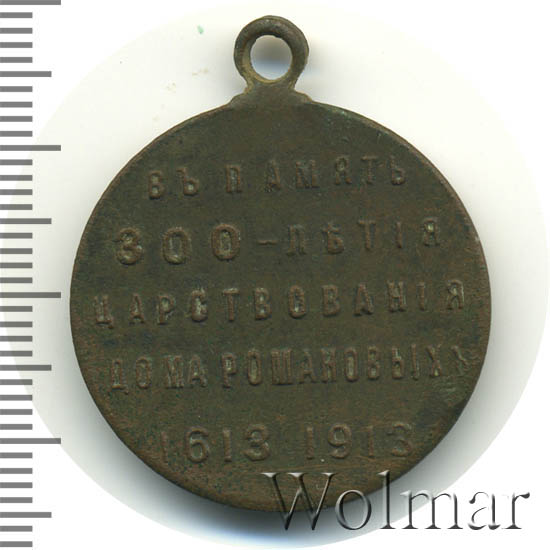 ВЪ ПАМЯТЬ
300-ЛѢТІЯ
ЦАРСТВОВАНІЯ
ДОМА РОМАНОВЫХЪ
1613 1913
Wolmar